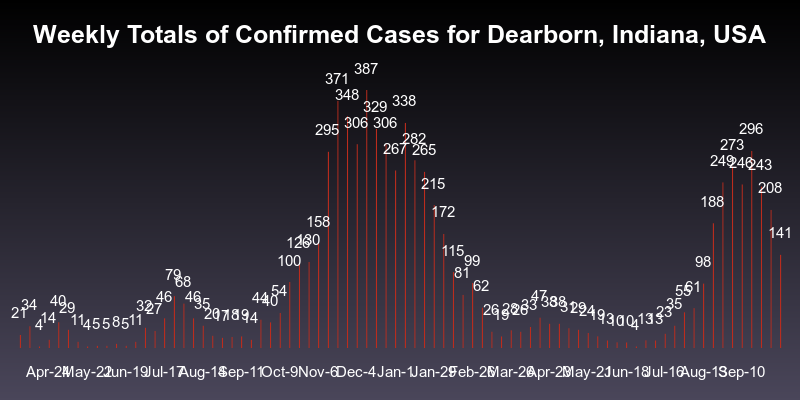 Weekly Totals of Confirmed Cases for Dearborn, Indiana, USA
21 34 4 14 40 29 11 4 5 5 8 5 11 32 27 46 79 68 46 35 20 17 18 19 14 44 40 54 100 126 130 158 295 371 348 306 387 329 306 267 338 282 265 215 172 115 81 99 62 26 19 28 26 33 47 38 38 31 29 24 19 13 10 10 4 13 13 23 35 55 61 98 188 249 273 246 296 243 208 141
Apr-24 May-22 Jun-19 Jul-17 Aug-14 Sep-11 Oct-9 Nov-6 Dec-4 Jan-1 Jan-29 Feb-26 Mar-26 Apr-23 May-21 Jun-18 Jul-16 Aug-13 Sep-10